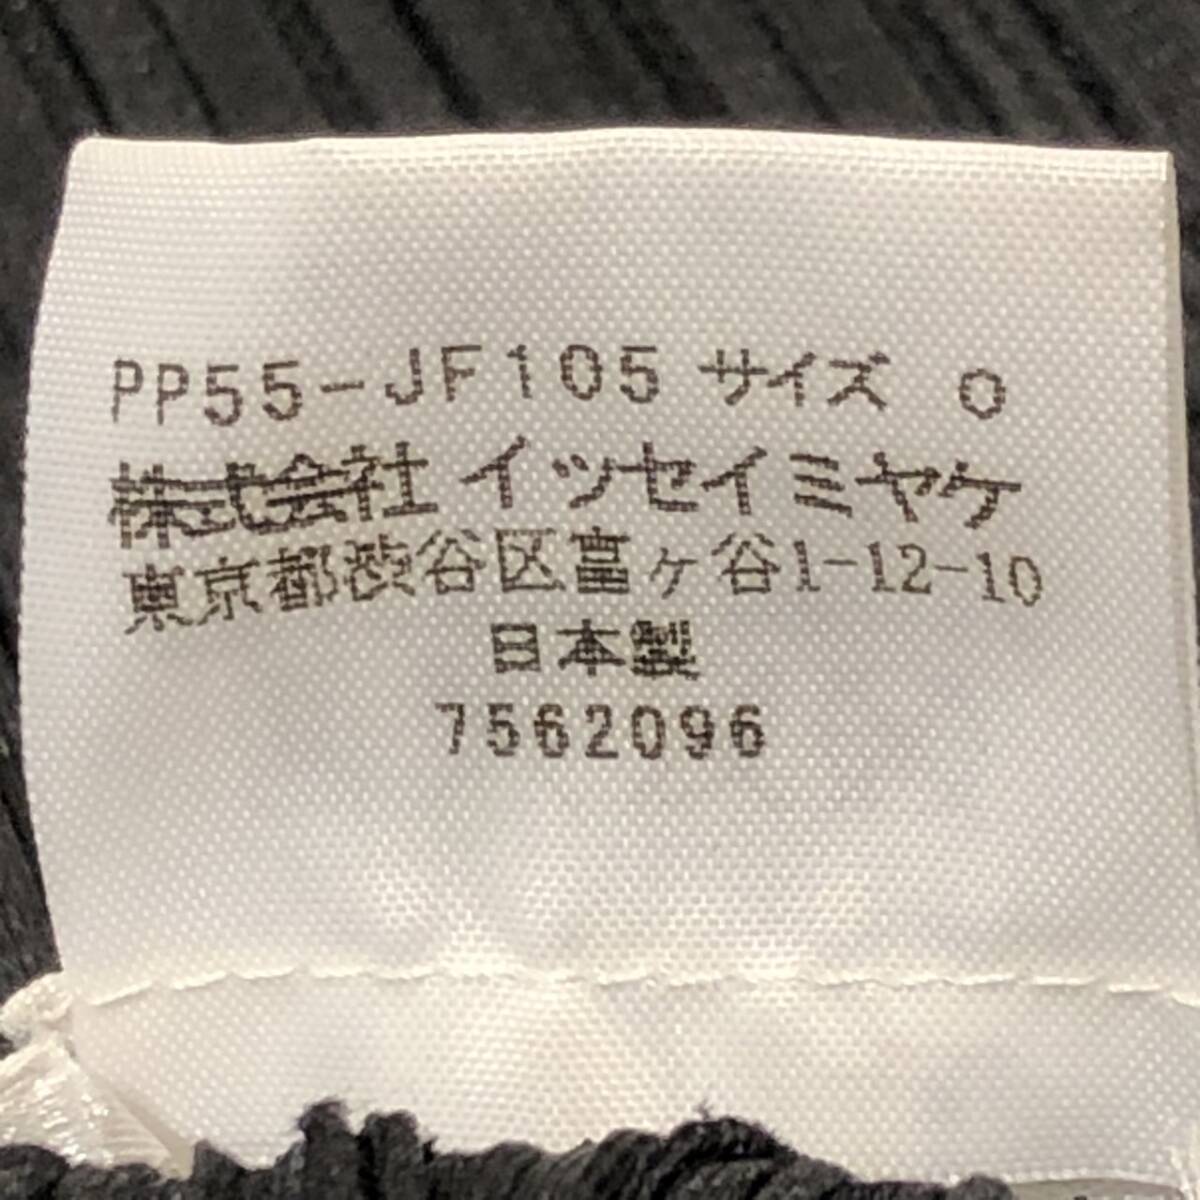 PP55-JF105 サイズ 0
株式会社 イッセイミヤケ
東京都渋谷区富ヶ谷1-12-10
日本製
7562096